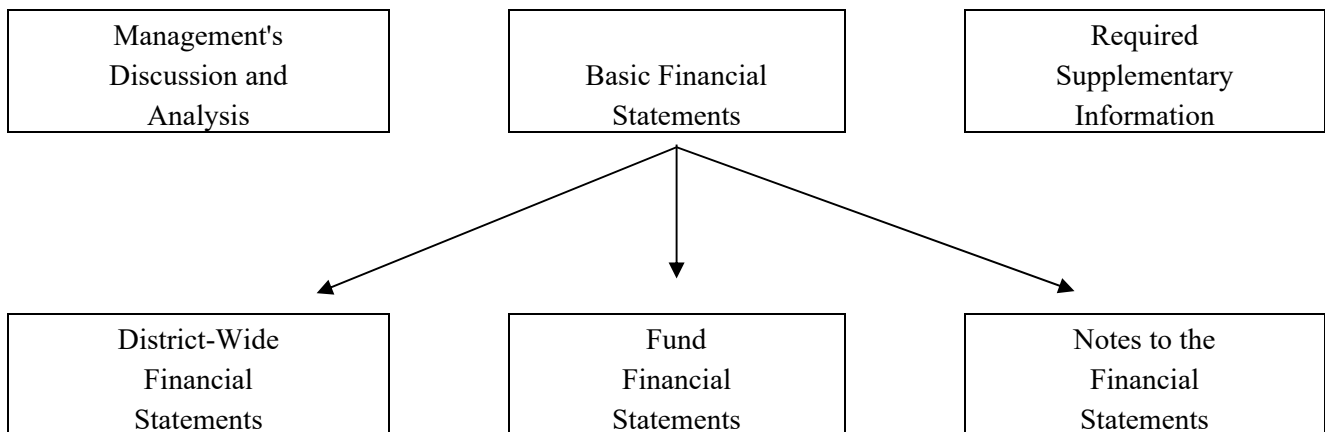 Management's
Discussion and
Analysis
Basic Financial
Statements
Required
Supplementary
Information
District-Wide
Financial
Statements
Fund
Financial
Statements
Notes to the
Financial
Statements